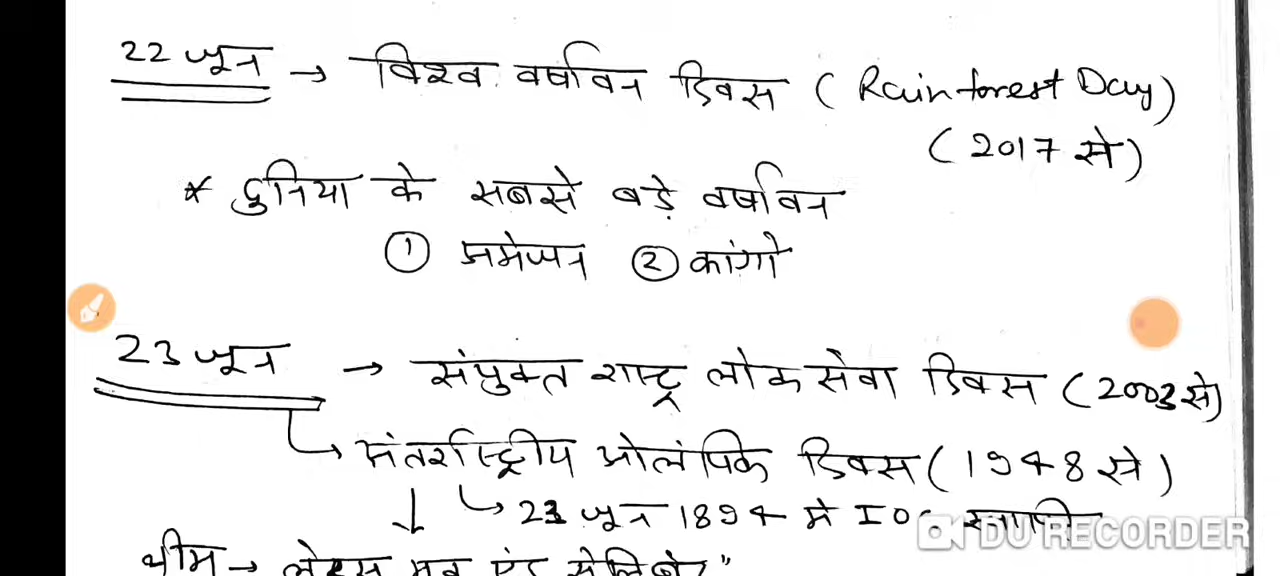 22 जून → विश्व वर्षावन दिवस (Rainforest Day)
(2017 से)
* दुनिया के सबसे बड़े वर्षावन
① अमेजन ② कांगो
23 जून → संयुक्त राष्ट्र लोक सेवा दिवस (2003 से)
अंतर्राष्ट्रीय ओलंपिक दिवस (1948 से)
23 जून 1894 मे IOC
थीम → लेट्स मूव एंड सेलिब्रेट"
DU RECORDER